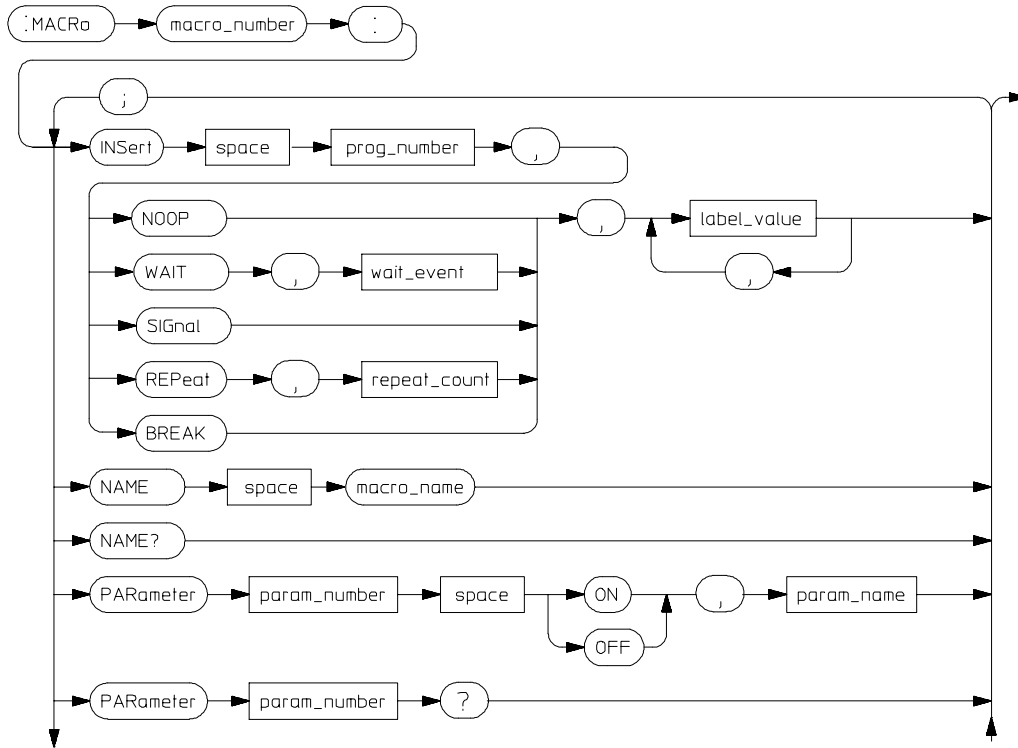 :MACRo macro_number :
;
INSert space prog_number ,
NOOP , label_value
WAIT , wait_event ,
SIGnal
REPeat , repeat_count
BREAK
NAME space macro_name
NAME?
PARameter param_number space ON , param_name
OFF
PARameter param_number ?